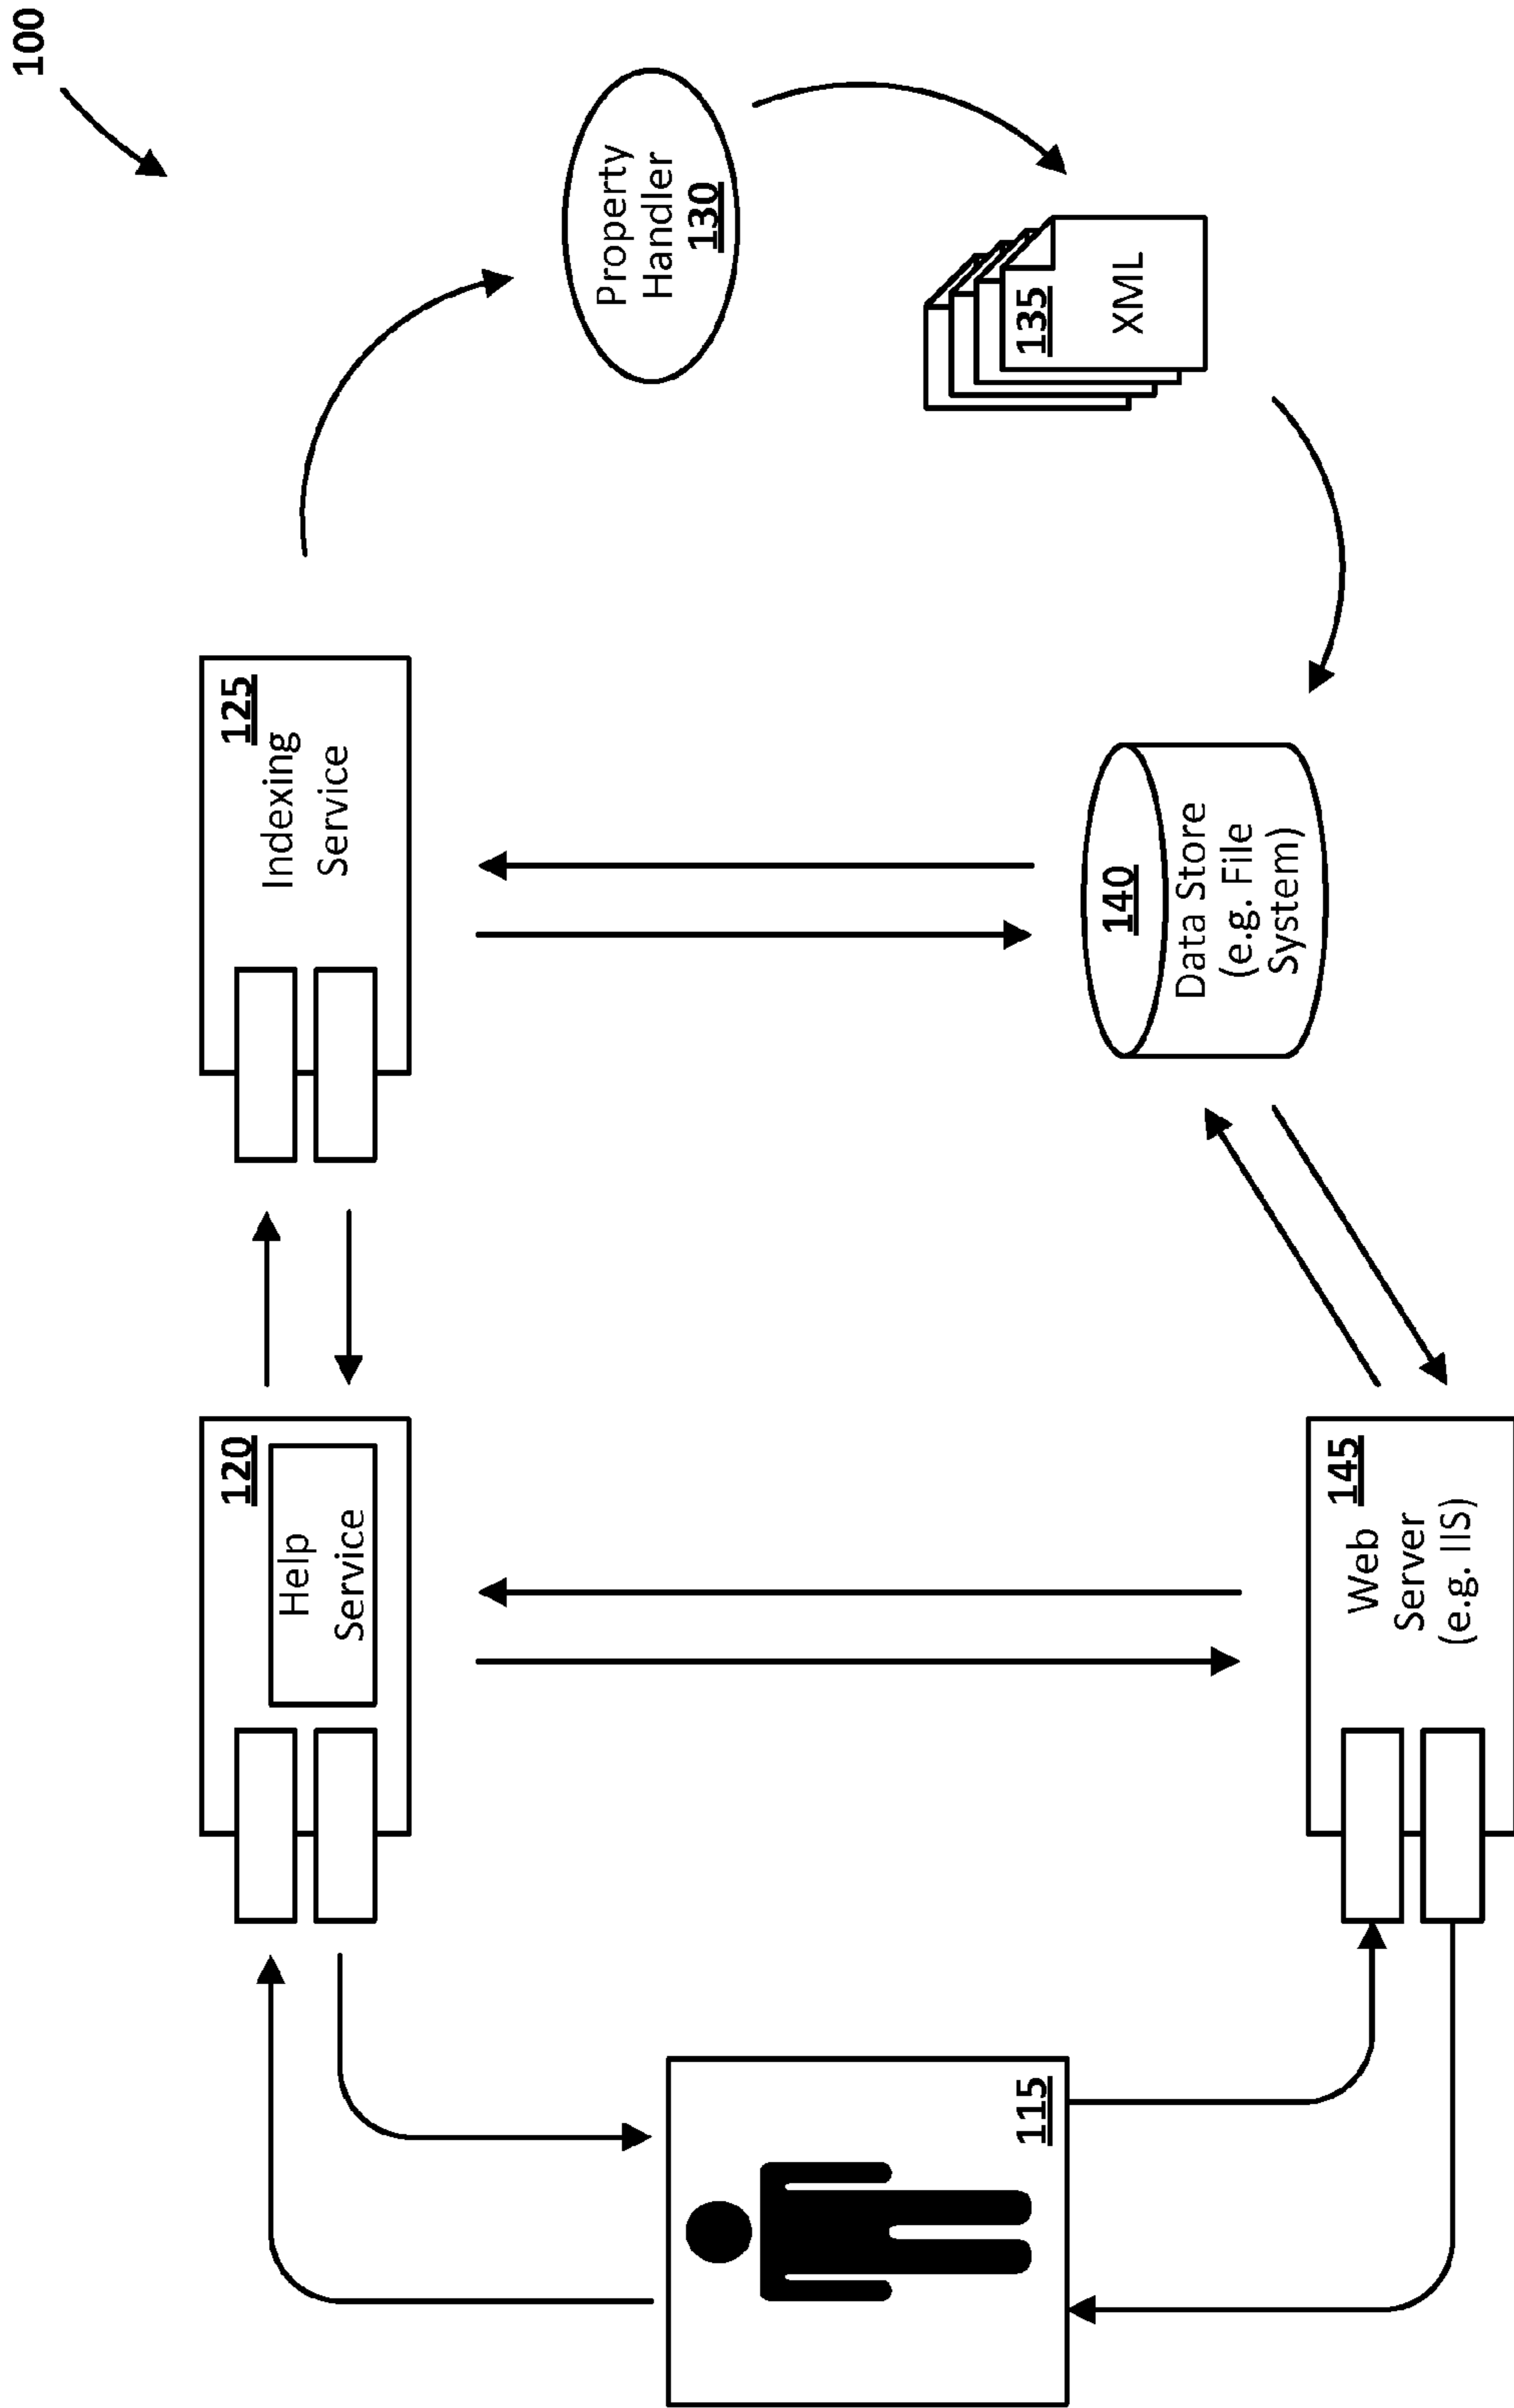 100
120
Help
Service
125
Indexing
Service
Property
Handler
130
135
XML
140
Data Store
(e.g. File
System)
145
Web
Server
(e.g. IIS)
115